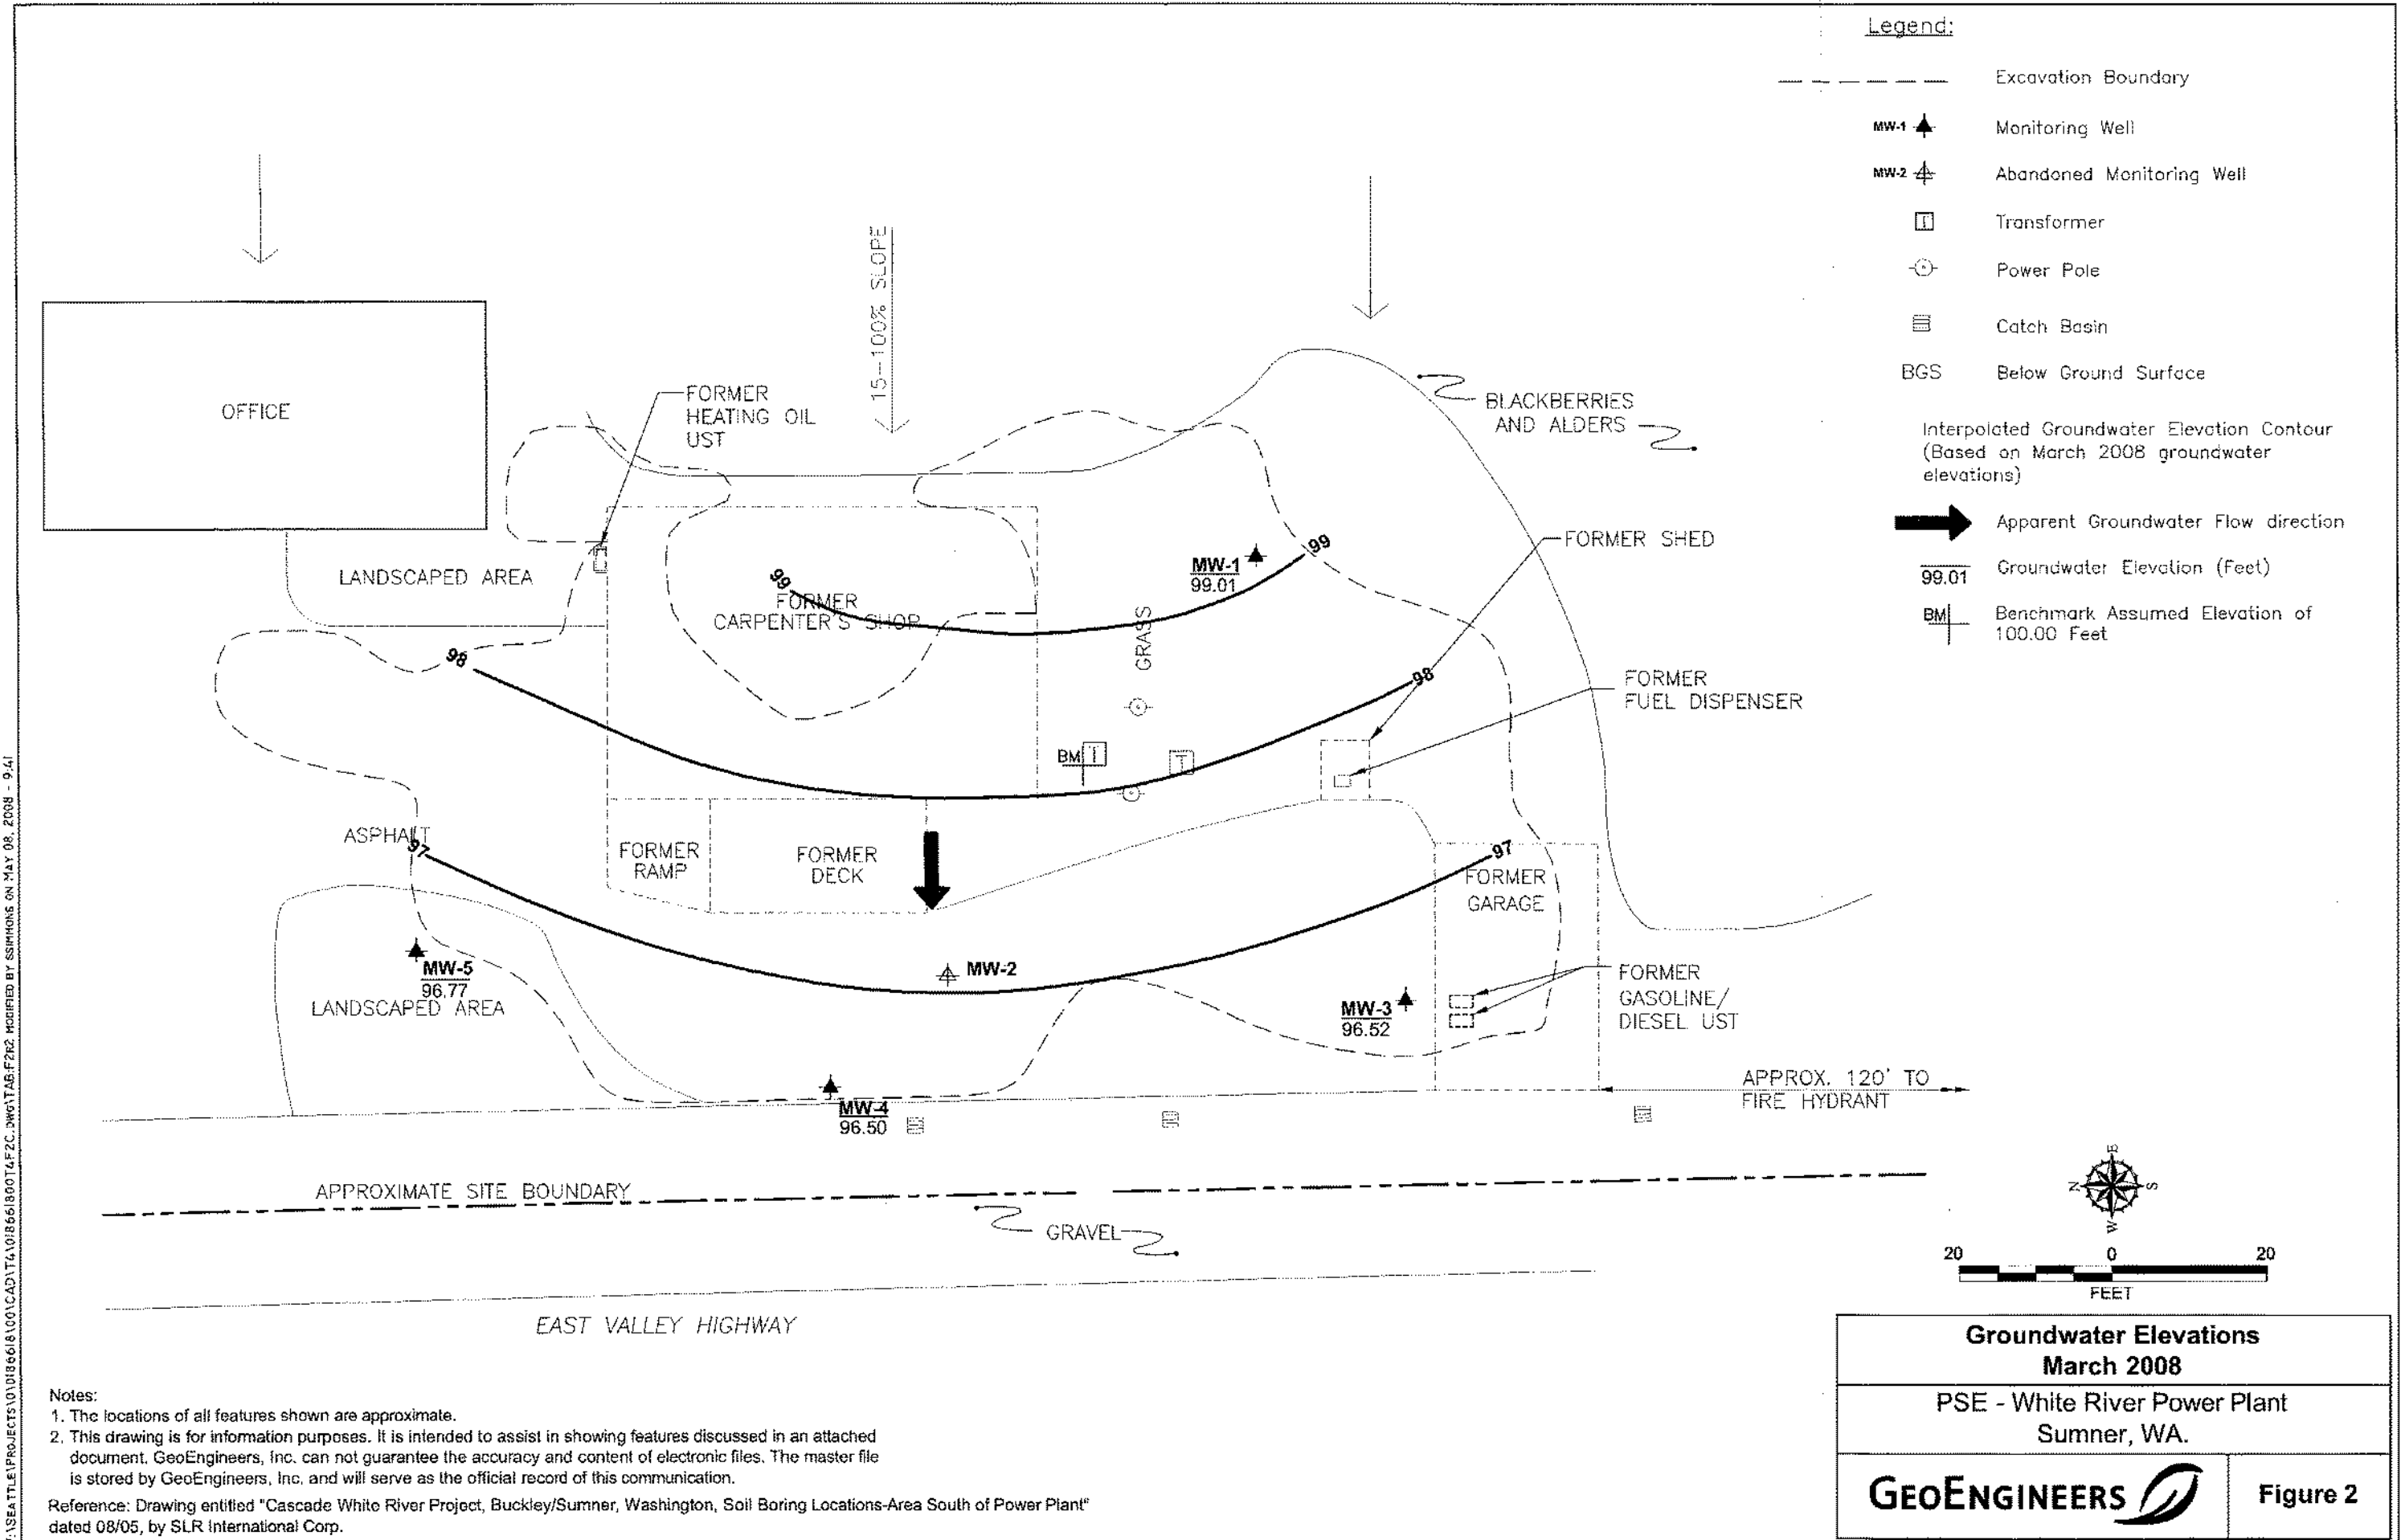 Legend:
Excavation Boundary
MW-1 Monitoring Well
MW-2 Abandoned Monitoring Well
T Transformer
Power Pole
Catch Basin
BGS Below Ground Surface
Interpolated Groundwater Elevation Contour
(Based on March 2008 groundwater
elevations)
Apparent Groundwater Flow direction
99.01 Groundwater Elevation (Feet)
BM Benchmark Assumed Elevation of
100.00 Feet
15-100% SLOPE
OFFICE
FORMER
HEATING OIL
UST
BLACKBERRIES
AND ALDERS
FORMER SHED
LANDSCAPED AREA
MW-1
99.01
99
99
FORMER
CARPENTER'S SHOP
GRASS
98
98
FORMER
FUEL DISPENSER
BM T
T
ASPHALT
97
97
FORMER
RAMP
FORMER
DECK
FORMER
GARAGE
MW-5
96.77
LANDSCAPED AREA
MW-2
MW-3
96.52
FORMER
GASOLINE/
DIESEL UST
MW-4
96.50
APPROX. 120' TO
FIRE HYDRANT
APPROXIMATE SITE BOUNDARY
GRAVEL
EAST VALLEY HIGHWAY
E
N S
W
20 0 20
FEET
Groundwater Elevations
March 2008
PSE - White River Power Plant
Sumner, WA.
GEOENGINEERS
Figure 2
Notes:
1. The locations of all features shown are approximate.
2. This drawing is for information purposes. It is intended to assist in showing features discussed in an attached
document. GeoEngineers, Inc. can not guarantee the accuracy and content of electronic files. The master file
is stored by GeoEngineers, Inc. and will serve as the official record of this communication.
Reference: Drawing entitled "Cascade White River Project, Buckley/Sumner, Washington, Soil Boring Locations-Area South of Power Plant"
dated 08/05, by SLR International Corp.
MODIFIED BY SSIMMONS ON MAY 08, 2008 - 9:41